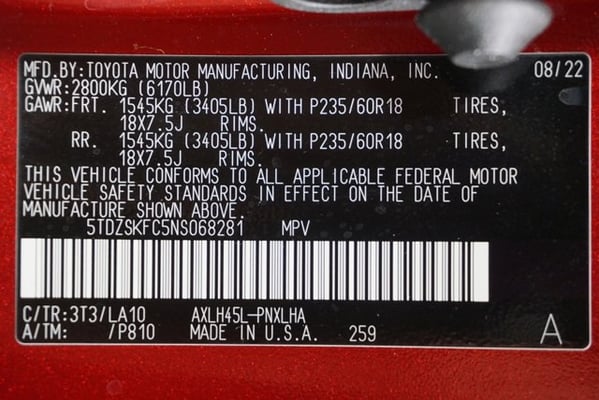 MFD.BY:TOYOTA MOTOR MANUFACTURING, INDIANA, INC. 08/22
GVWR:2800KG (6170LB)
GAWR:FRT. 1545KG (3405LB) WITH P235/60R18 TIRES,
18X7.5J RIMS.
RR. 1545KG (3405LB) WITH P235/60R18 TIRES,
18X7.5J RIMS.
THIS VEHICLE CONFORMS TO ALL APPLICABLE FEDERAL MOTOR
VEHICLE SAFETY STANDARDS IN EFFECT ON THE DATE OF
MANUFACTURE SHOWN ABOVE.
5TDZSKFC5NS068281 MPV
C/TR:3T3/LA10 AXLH45L-PNXLHA
A/TM: /P810 MADE IN U.S.A. 259 A